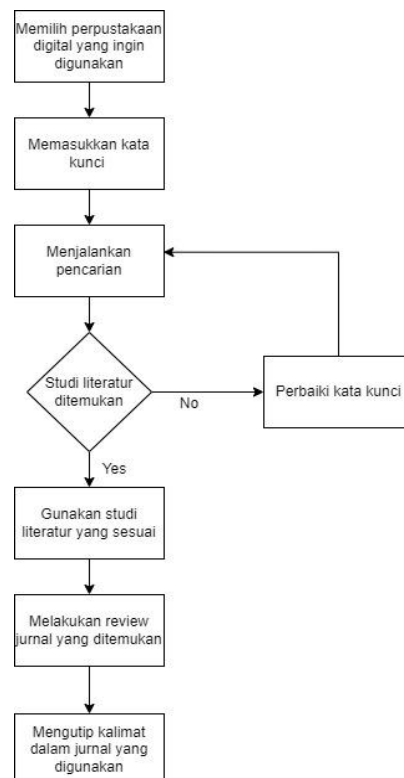 Memilih perpustakaan
digital yang ingin
digunakan
Memasukkan kata
kunci
Menjalankan
pencarian
Studi literatur
ditemukan
No
Perbaiki kata kunci
Yes
Gunakan studi
literatur yang sesuai
Melakukan review
jurnal yang ditemukan
Mengutip kalimat
dalam jurnal yang
digunakan